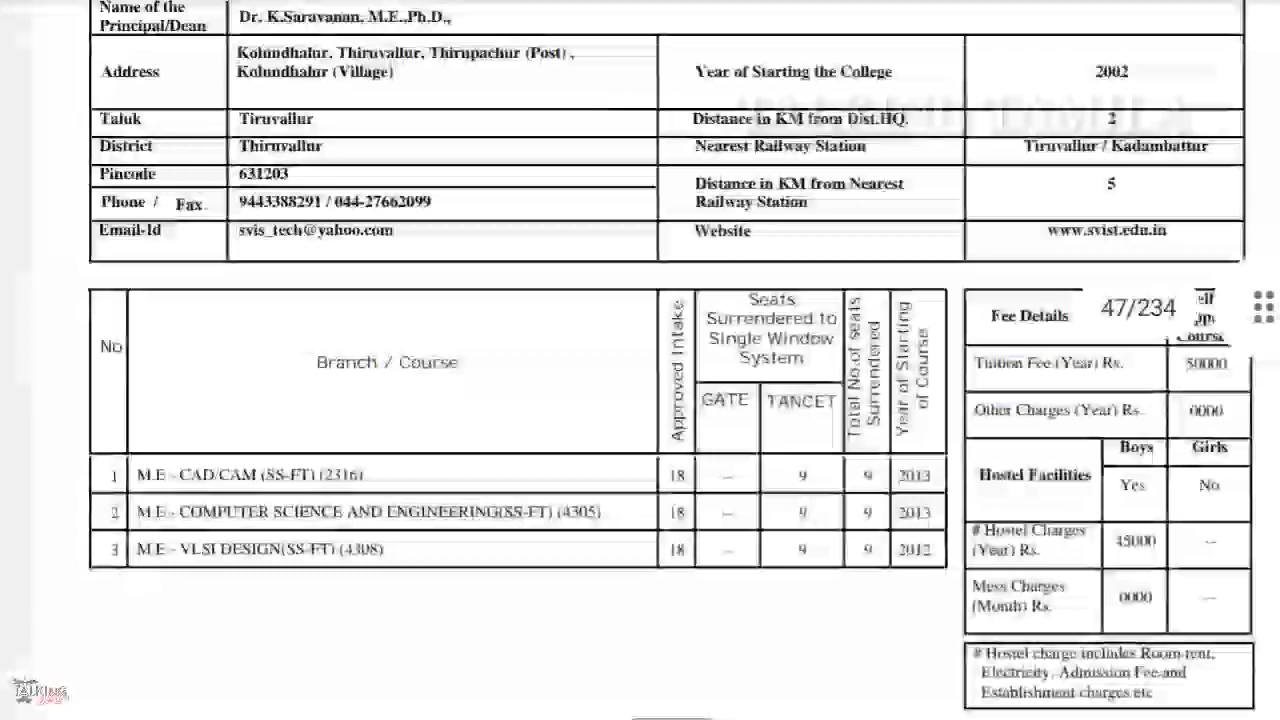 Name of the
Principal/Dean
Dr. K.Saravanan, M.E.,Ph.D.,
Address
Kolundhalur, Thiruvallur, Thirupachur (Post) ,
Kolundhalur (Village)
Year of Starting the College
2002
Taluk
Tiruvallur
Distance in KM from Dist.HQ.
2
District
Thiruvallur
Nearest Railway Station
Tiruvallur / Kadambattur
Pincode
631203
Distance in KM from Nearest
Railway Station
5
Phone / Fax
9443388291 / 044-27662099
Email-Id
svis_tech@yahoo.com
Website
www.svist.edu.in
No
Branch / Course
Approved Intake
Seats
Surrendered to
Single Window
System
GATE
TANCET
Total No.of seats
Surrendered
Year of Starting
of Course
1 M.E - CAD/CAM (SS-FT) (2316) 18 -- 9 9 2013
2 M.E - COMPUTER SCIENCE AND ENGINEERING(SS-FT) (4305) 18 -- 9 9 2013
3 M.E - VLSI DESIGN(SS-FT) (4308) 18 -- 9 9 2012
Fee Details
47/234
Tuition Fee (Year) Rs. 50000
Other Charges (Year) Rs. 0000
Hostel Facilities
Boys Girls
Yes No
# Hostel Charges
(Year) Rs.
45000 --
Mess Charges
(Month) Rs.
0000 --
# Hostel charge includes Room rent,
Electricity, Admission Fee and
Establishment charges etc
TALKING